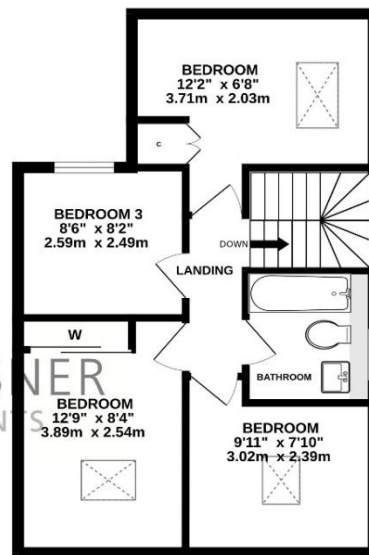 BEDROOM
12'2" x 6'8"
3.71m x 2.03m
C
BEDROOM 3
8'6" x 8'2"
2.59m x 2.49m
DOWN
LANDING
W
BATHROOM
BEDROOM
12'9" x 8'4"
3.89m x 2.54m
BEDROOM
9'11" x 7'10"
3.02m x 2.39m